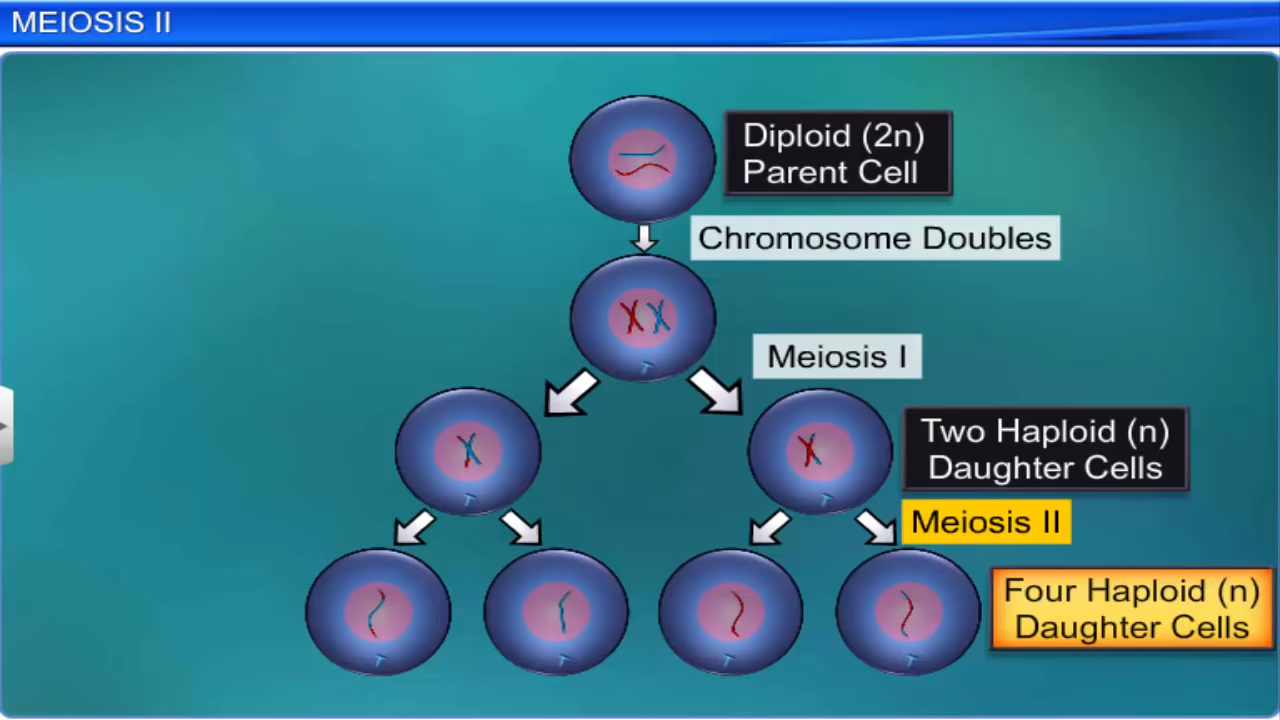 MEIOSIS II
Diploid (2n)
Parent Cell
Chromosome Doubles
Meiosis I
Two Haploid (n)
Daughter Cells
Meiosis II
Four Haploid (n)
Daughter Cells